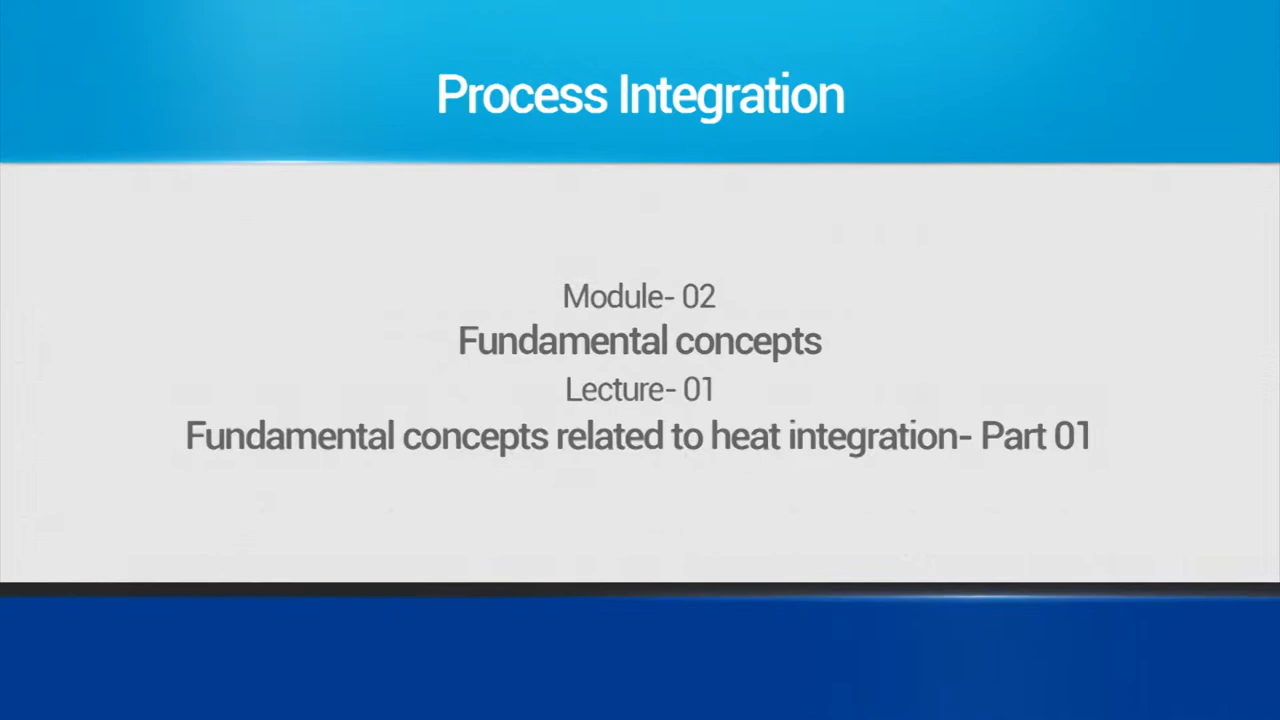 Process Integration
Module- 02
Fundamental concepts
Lecture- 01
Fundamental concepts related to heat integration- Part 01